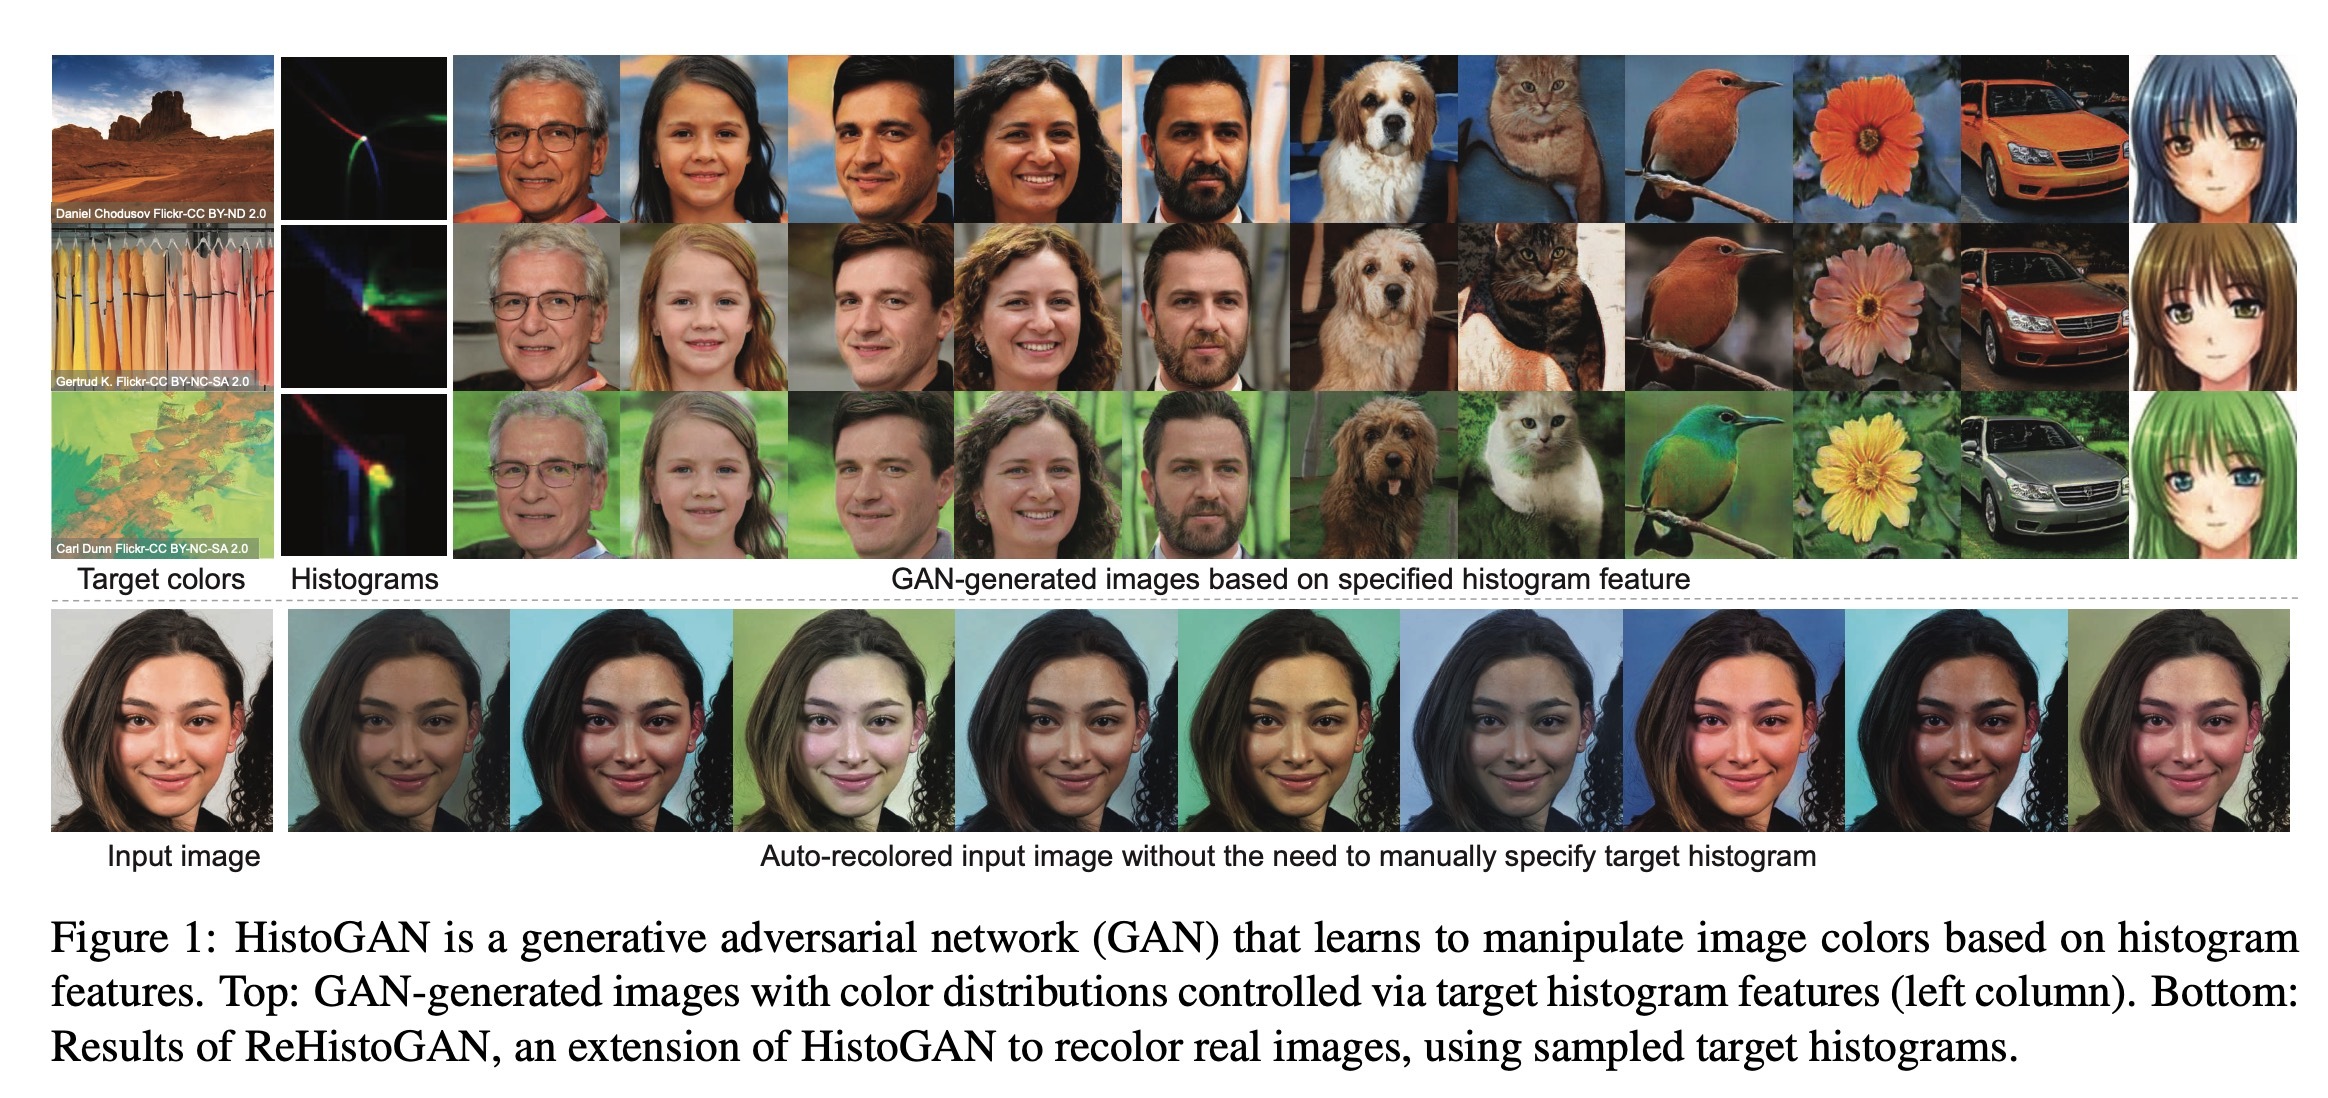 Daniel Chodusov Flickr-CC BY-ND 2.0
Gertrud K. Flickr-CC BY-NC-SA 2.0
Carl Dunn Flickr-CC BY-NC-SA 2.0
Target colors
Histograms
GAN-generated images based on specified histogram feature
Input image
Auto-recolored input image without the need to manually specify target histogram
Figure 1: HistoGAN is a generative adversarial network (GAN) that learns to manipulate image colors based on histogram
features. Top: GAN-generated images with color distributions controlled via target histogram features (left column). Bottom:
Results of ReHistoGAN, an extension of HistoGAN to recolor real images, using sampled target histograms.